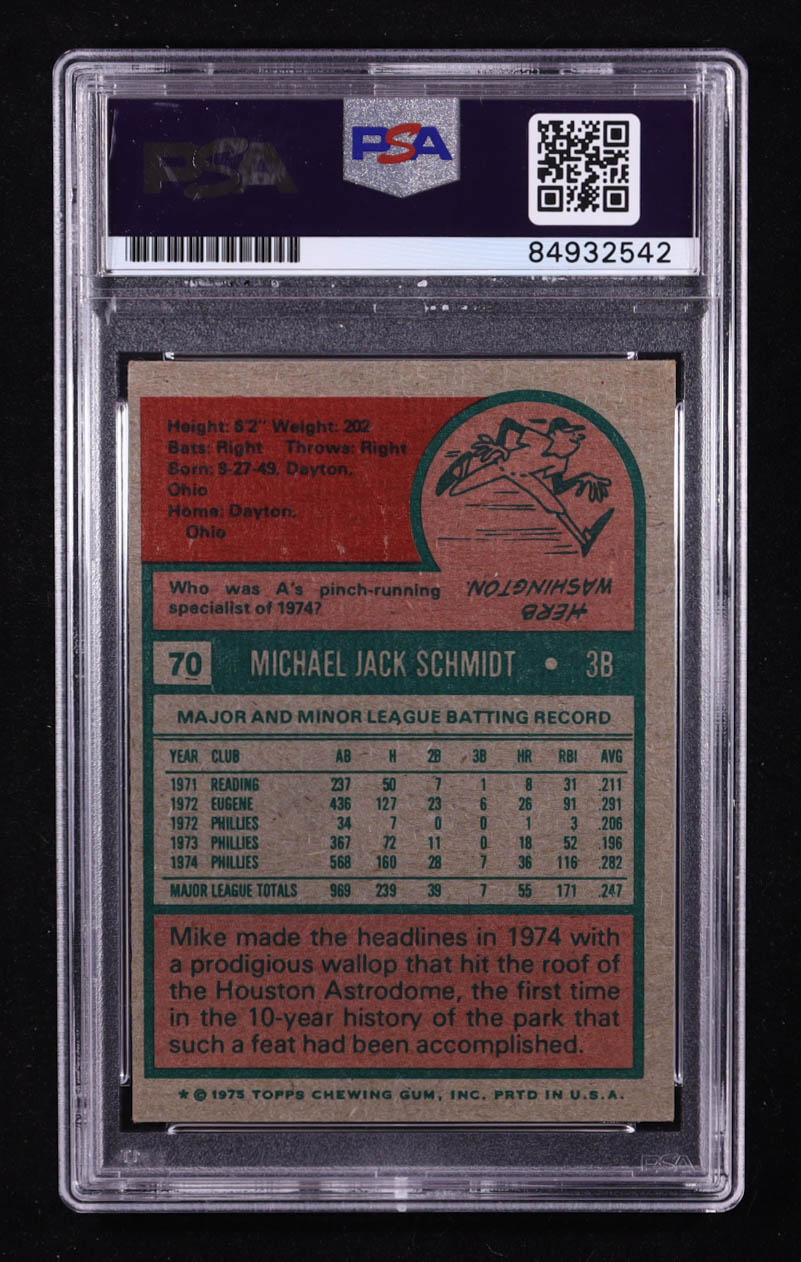 PSA
PSA
84932542
Height: 6'2" Weight: 202
Bats: Right Throws: Right
Born: 9-27-49, Dayton,
Ohio
Home: Dayton,
Ohio
Who was A's pinch-running
specialist of 1974?
HERB
WASHINGTON.
70 MICHAEL JACK SCHMIDT • 3B
MAJOR AND MINOR LEAGUE BATTING RECORD
YEAR CLUB AB H 2B 3B HR RBI AVG
1971 READING 237 50 7 1 8 31 .211
1972 EUGENE 436 127 23 6 26 91 .291
1972 PHILLIES 34 7 0 0 1 3 .206
1973 PHILLIES 367 72 11 0 18 52 .196
1974 PHILLIES 568 160 28 7 36 116 .282
MAJOR LEAGUE TOTALS 969 239 39 7 55 171 .247
Mike made the headlines in 1974 with
a prodigious wallop that hit the roof of
the Houston Astrodome, the first time
in the 10-year history of the park that
such a feat had been accomplished.
* © 1975 TOPPS CHEWING GUM, INC. PRTD IN U.S.A.
PSA